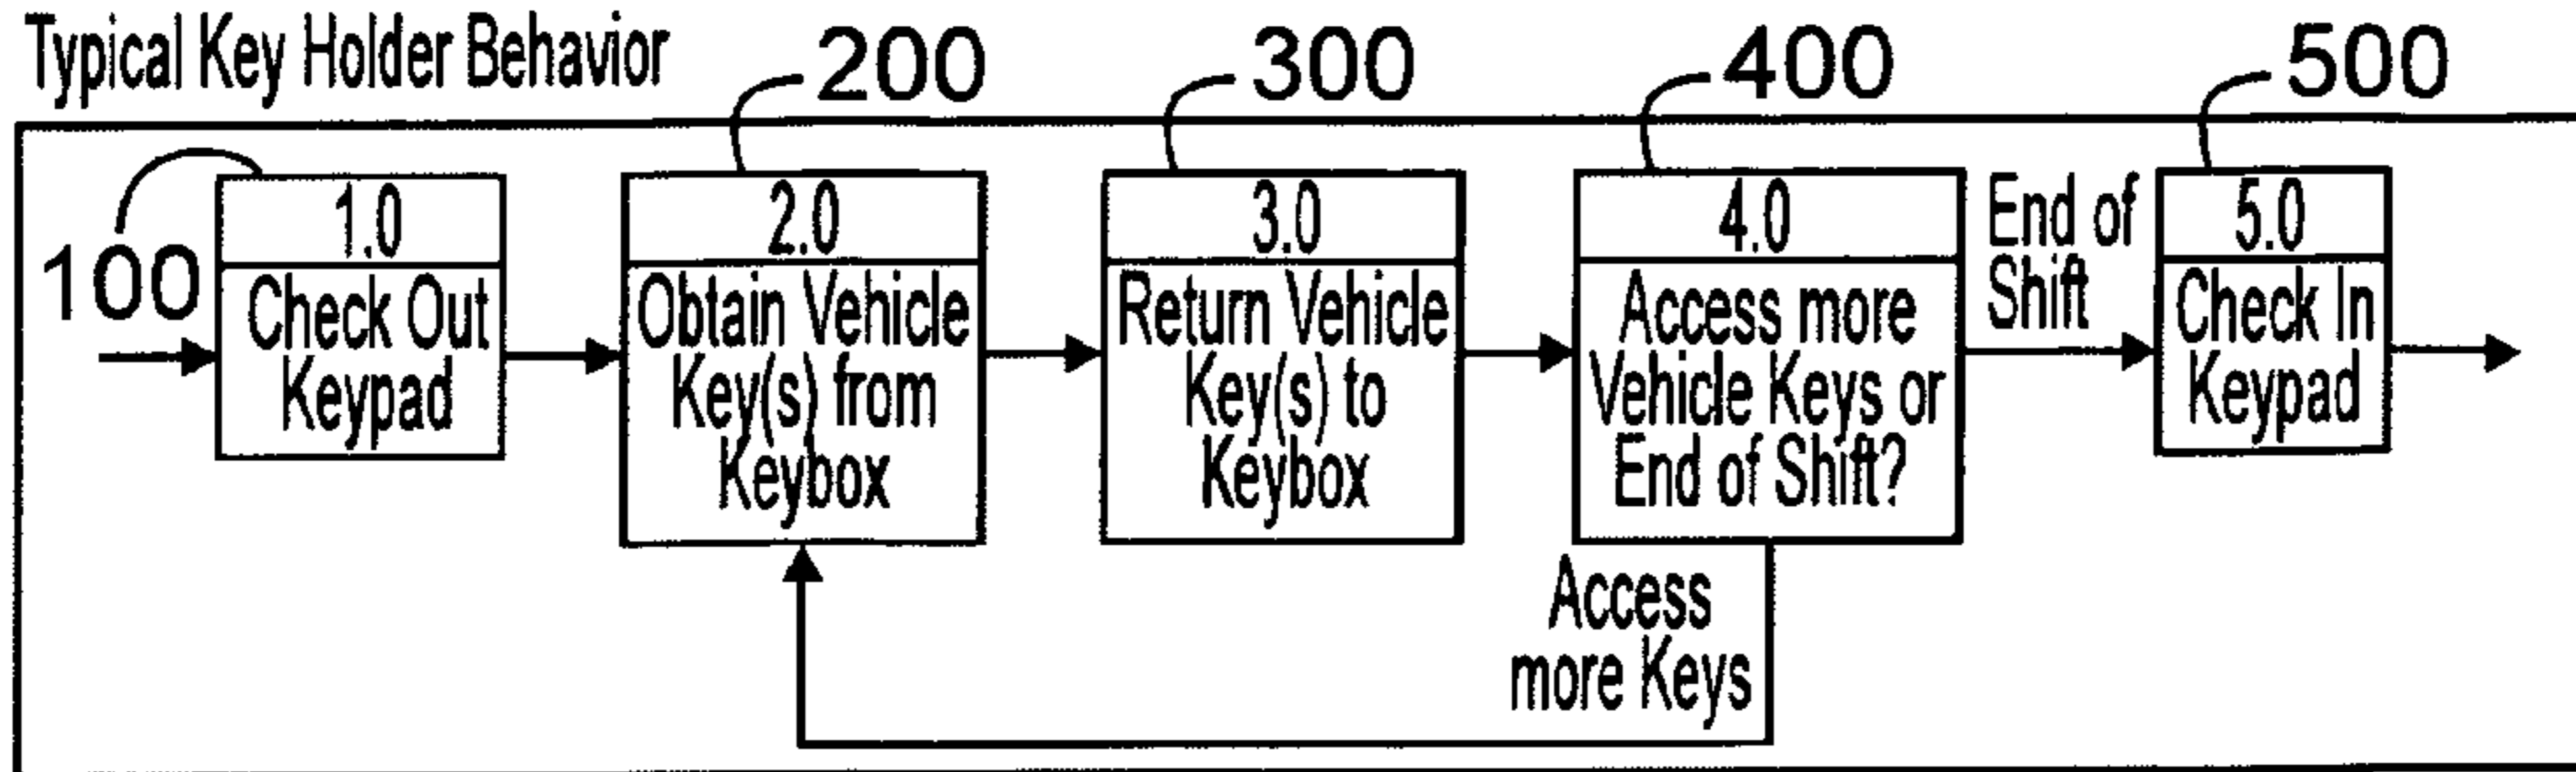 Typical Key Holder Behavior
100
1.0
Check Out
Keypad
200
2.0
Obtain Vehicle
Key(s) from
Keybox
300
3.0
Return Vehicle
Key(s) to
Keybox
400
4.0
Access more
Vehicle Keys or
End of Shift?
End of
Shift
Access
more Keys
500
5.0
Check In
Keypad